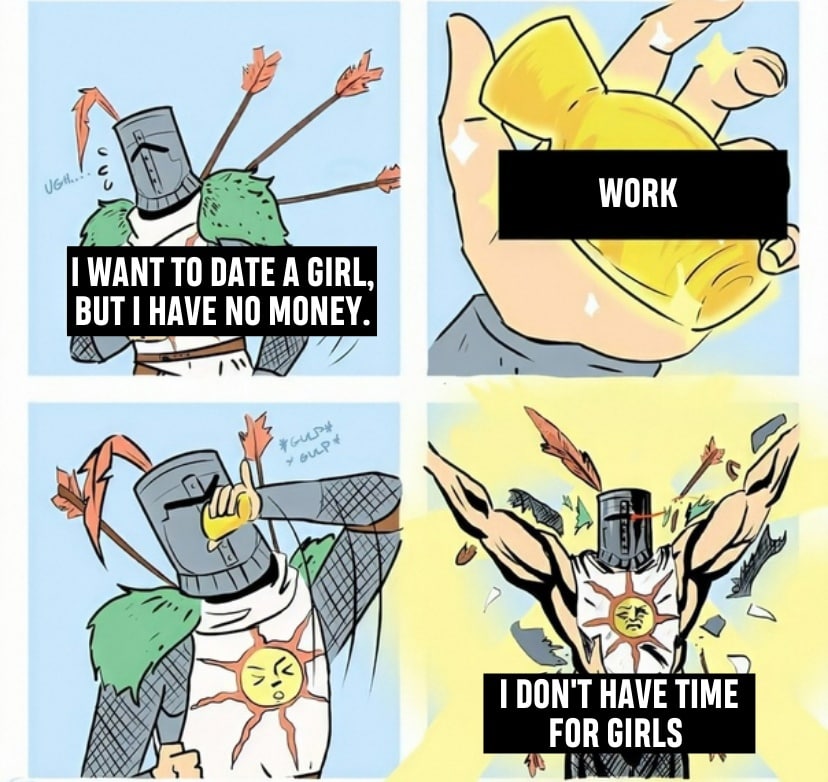 UGH....
I WANT TO DATE A GIRL,
BUT I HAVE NO MONEY.
WORK
*GULP*
* GULP *
I DON'T HAVE TIME
FOR GIRLS